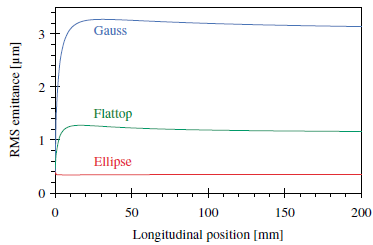 3
Gauss
2
Flattop
1
Ellipse
0
0 50 100 150 200
Longitudinal position [mm]
RMS emittance [µm]